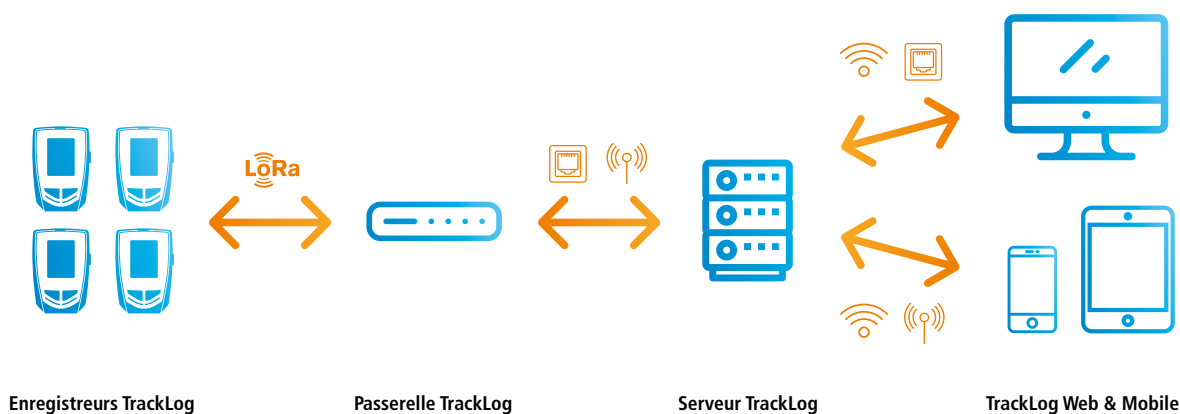 LoRa
Enregistreurs TrackLog
Passerelle TrackLog
Serveur TrackLog
TrackLog Web & Mobile